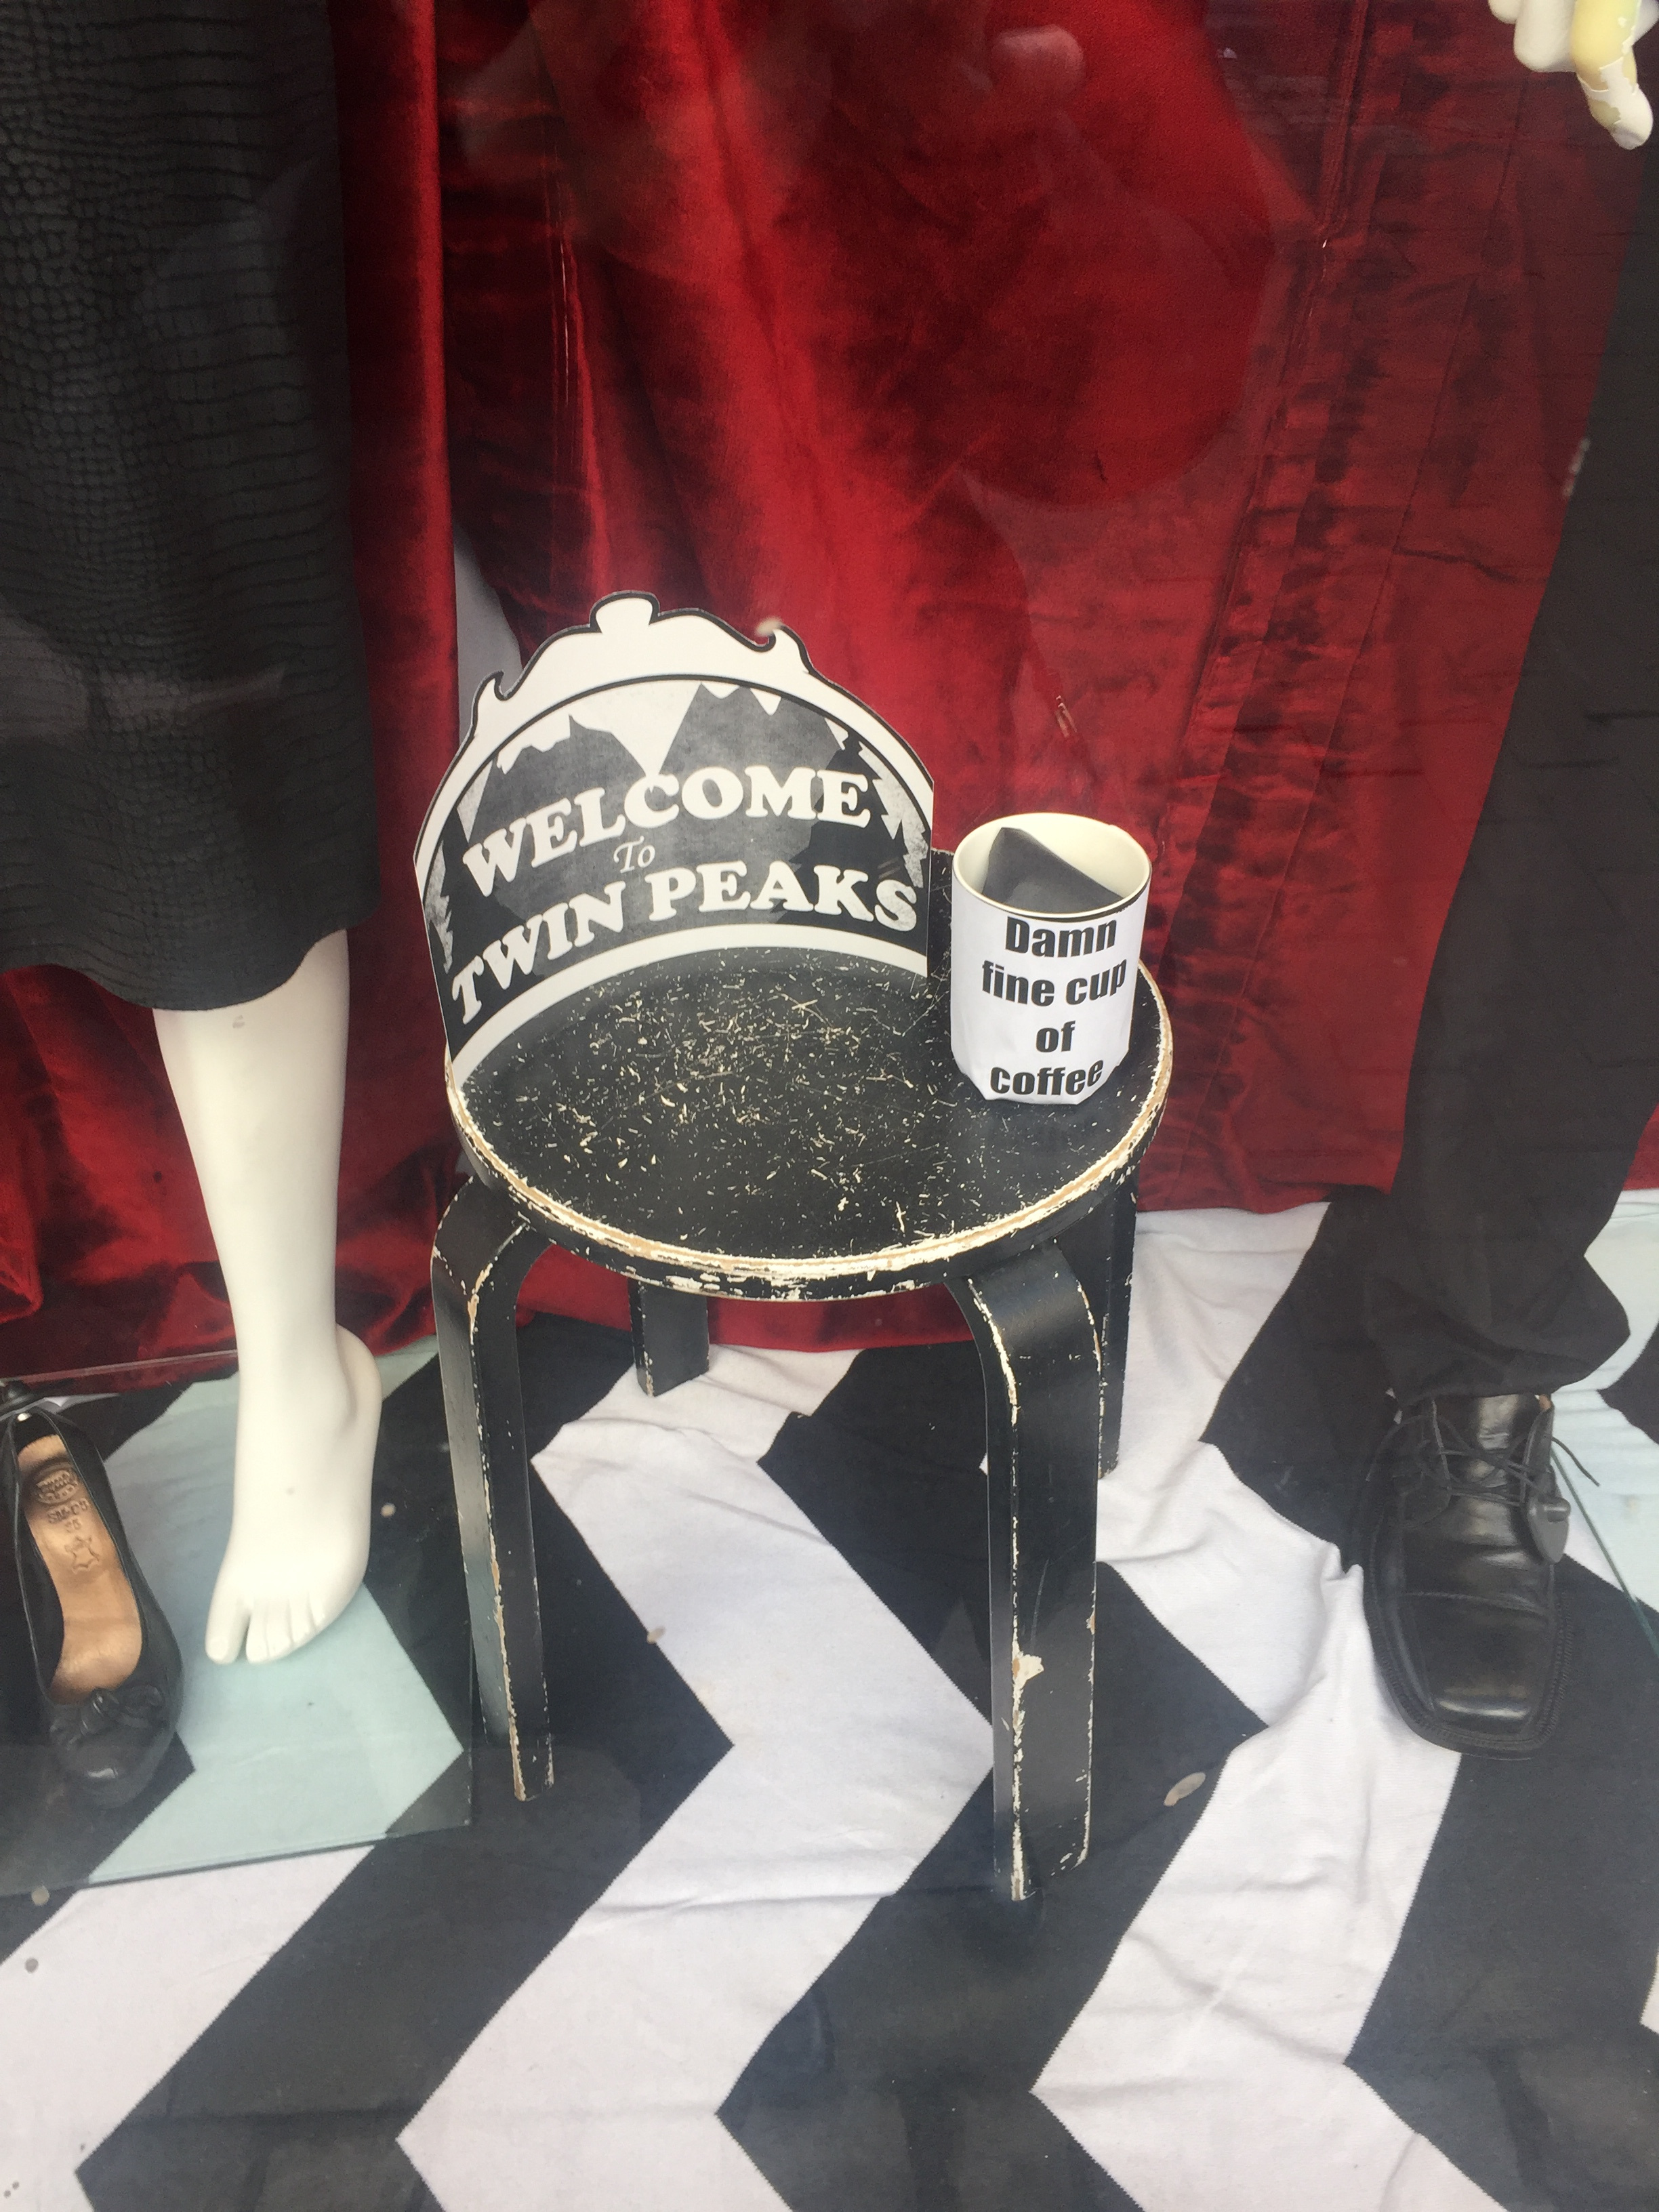 WELCOME
To
TWIN PEAKS
Damn
fine cup
of
coffee